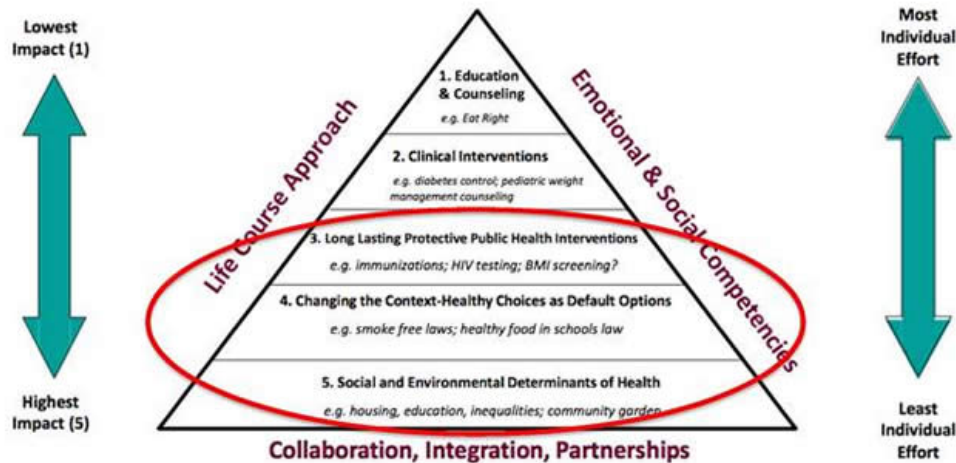 Lowest
Impact (1)
Most
Individual
Effort
1. Education
& Counseling
e.g. Eat Right
2. Clinical Interventions
e.g. diabetes control; pediatric weight
management counseling
3. Long Lasting Protective Public Health Interventions
e.g. immunizations; HIV testing; BMI screening?
4. Changing the Context-Healthy Choices as Default Options
e.g. smoke free laws; healthy food in schools law
5. Social and Environmental Determinants of Health
e.g. housing, education, inequalities; community garden
Life Course Approach
Emotional & Social Competencies
Highest
Impact (5)
Least
Individual
Effort
Collaboration, Integration, Partnerships